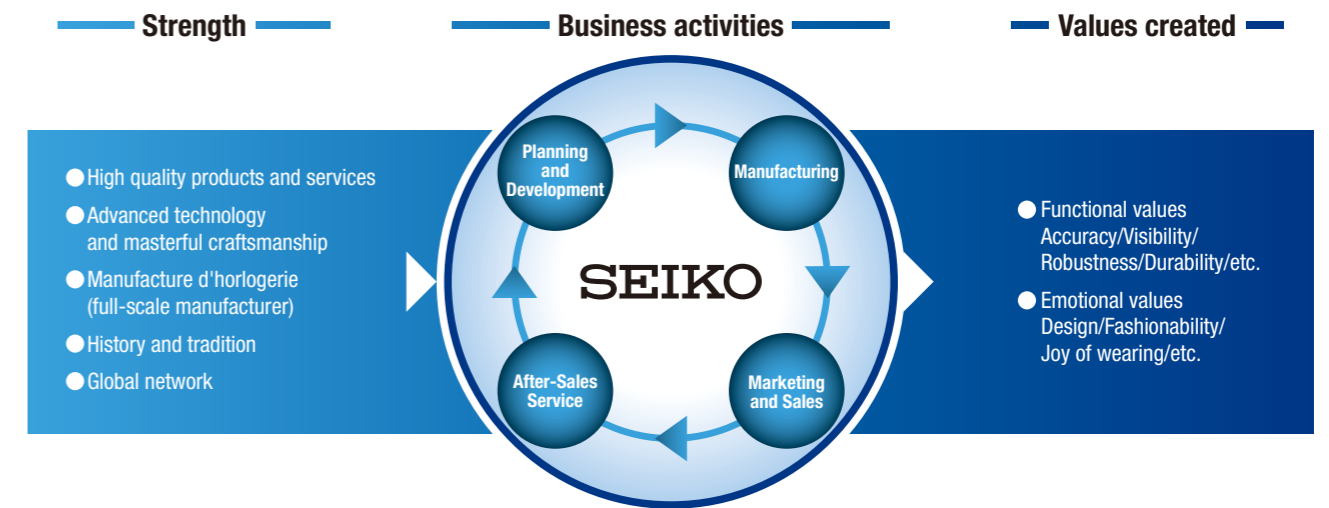 Strength
Business activities
Values created
●High quality products and services
●Advanced technology
and masterful craftsmanship
●Manufacture d'horlogerie
(full-scale manufacturer)
●History and tradition
●Global network
Planning
and
Development
Manufacturing
SEIKO
After-Sales
Service
Marketing
and Sales
●Functional values
Accuracy/Visibility/
Robustness/Durability/etc.
●Emotional values
Design/Fashionability/
Joy of wearing/etc.